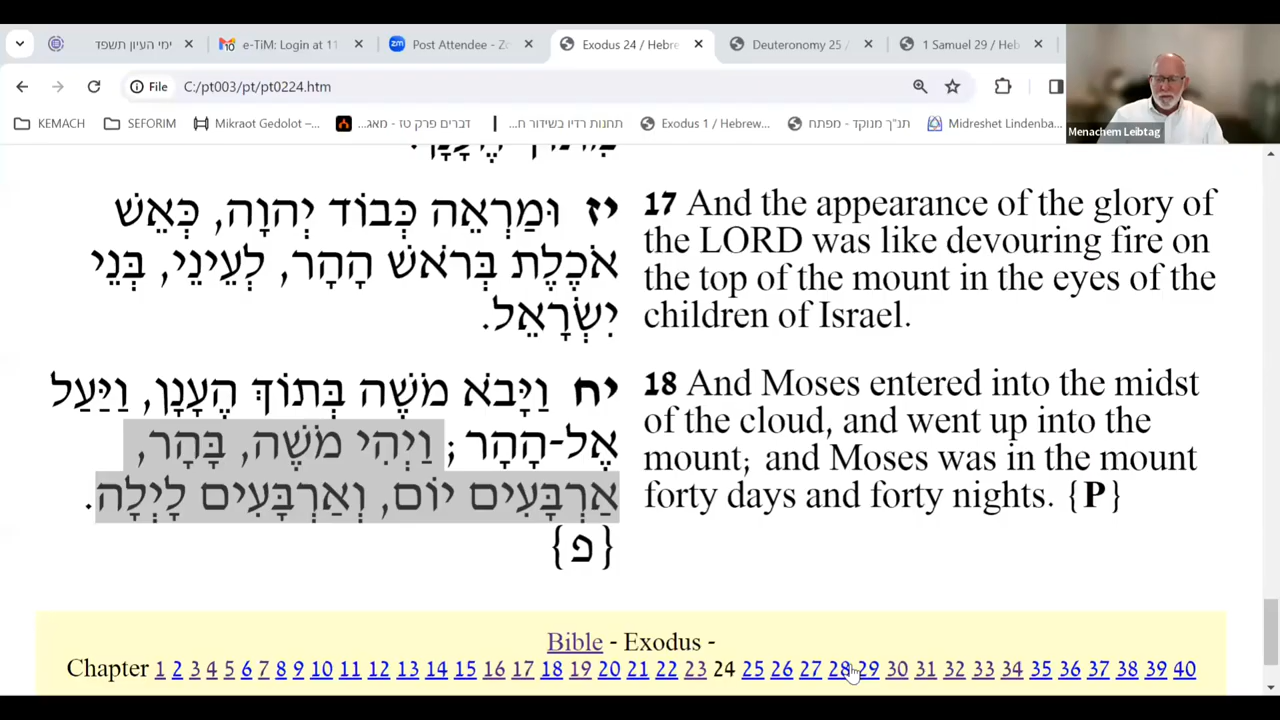 ימי העיון תשפד
e-TiM: Login at 11
Post Attendee - Zo
Exodus 24 / Hebre
Deuteronomy 25 /
1 Samuel 29 / Heb
File C:/pt003/pt/pt0224.htm
KEMACH SEFORIM Mikraot Gedolot –... דברים פרק טז - מאג... תחנות רדיו בשידור ח... Exodus 1 / Hebrew... תנ"ך מנוקד - מפתח Midreshet Lindenba...
Menachem Leibtag
יז וּמַרְאֵה כְּבוֹד יְהוָה, כְּאֵשׁ
אֹכֶלֶת בְּרֹאשׁ הָהָר, לְעֵינֵי, בְּנֵי
יִשְׂרָאֵל.
17 And the appearance of the glory of
the LORD was like devouring fire on
the top of the mount in the eyes of the
children of Israel.
יח וַיָּבֹא מֹשֶׁה בְּתוֹךְ הֶעָנָן, וַיַּעַל
אֶל-הָהָר; וַיְהִי מֹשֶׁה, בָּהָר,
אַרְבָּעִים יוֹם, וְאַרְבָּעִים לָיְלָה.
{פ}
18 And Moses entered into the midst
of the cloud, and went up into the
mount; and Moses was in the mount
forty days and forty nights. {P}
Bible - Exodus -
Chapter 1 2 3 4 5 6 7 8 9 10 11 12 13 14 15 16 17 18 19 20 21 22 23 24 25 26 27 28 29 30 31 32 33 34 35 36 37 38 39 40